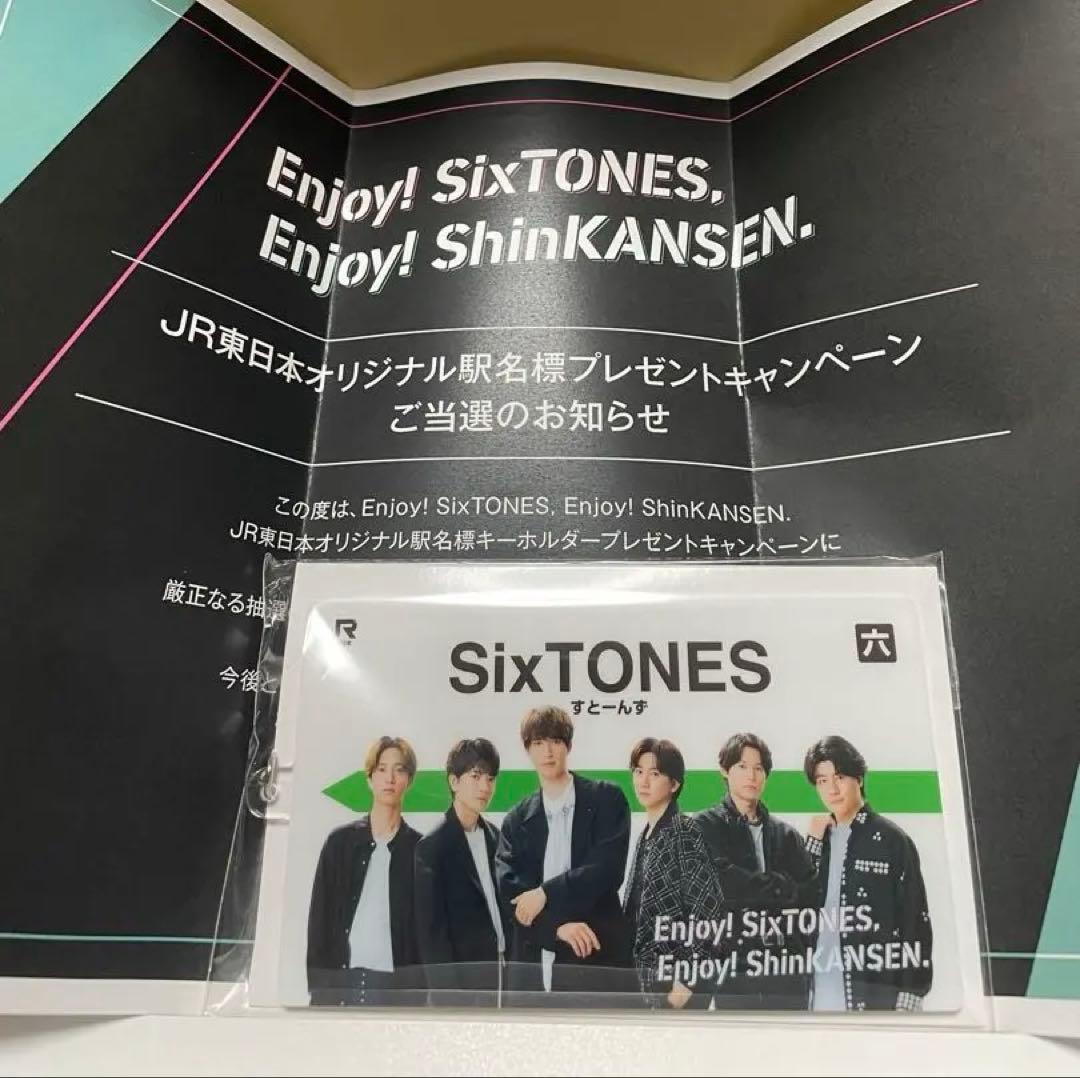 Enjoy! SixTONES,
Enjoy! ShinKANSEN.
JR東日本オリジナル駅名標プレゼントキャンペーン
ご当選のお知らせ
この度は、Enjoy! SixTONES, Enjoy! ShinKANSEN.
JR東日本オリジナル駅名標キーホルダープレゼントキャンペーンに
厳正なる抽選
今後と
六
SixTONES
すとーんず
Enjoy! SixTONES,
Enjoy! ShinKANSEN.